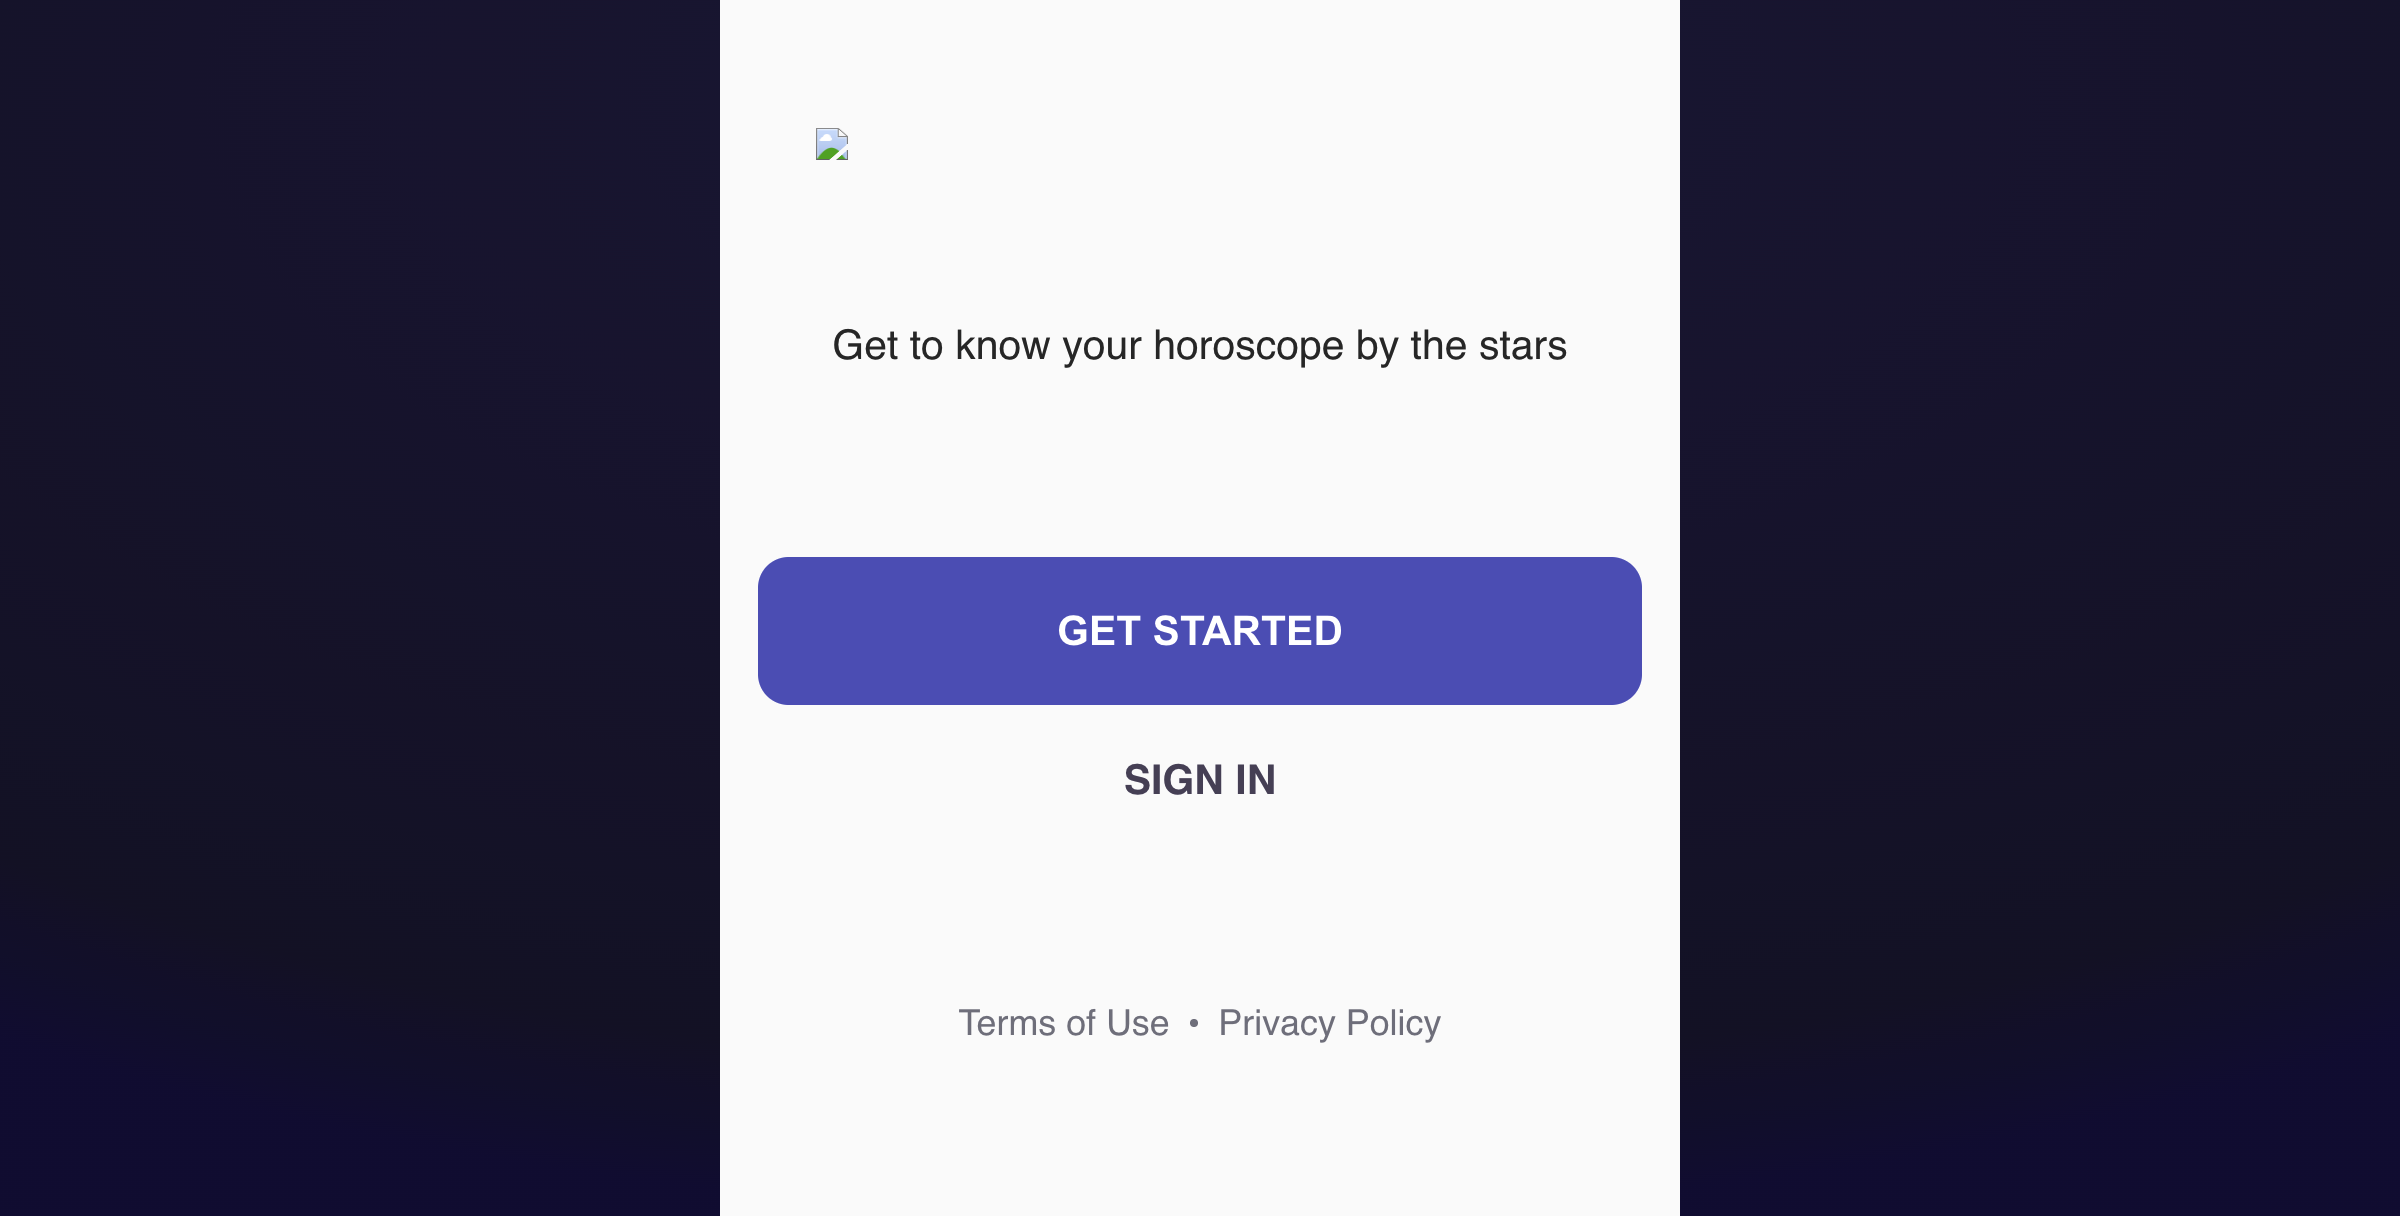 Get to know your horoscope by the stars
GET STARTED
SIGN IN
Terms of Use • Privacy Policy